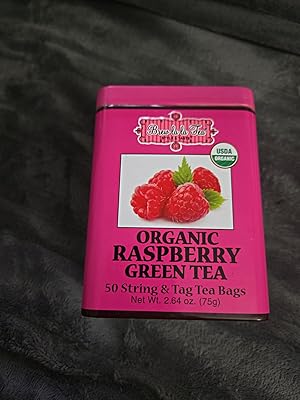 Brew La La Tea
USDA
ORGANIC
ORGANIC
RASPBERRY
GREEN TEA
50 String & Tag Tea Bags
Net Wt. 2.64 oz. (75g)